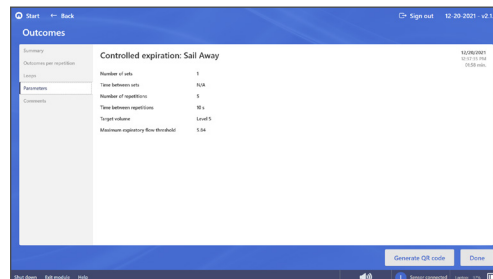 Start ← Back
Sign out 12-20-2021 - v2.1
Outcomes
Summary
Outcomes per repetition
Parameters
Comments
Controlled expiration: Sail Away
12/20/2021
Number of sets 1
Time between sets N/A
Number of repetitions 5
Time between repetitions 10 s
Target volume Level 5
Maximum expiratory flow threshold
Generate QR code
Done
Shut down Exit module Help
Sensor connected